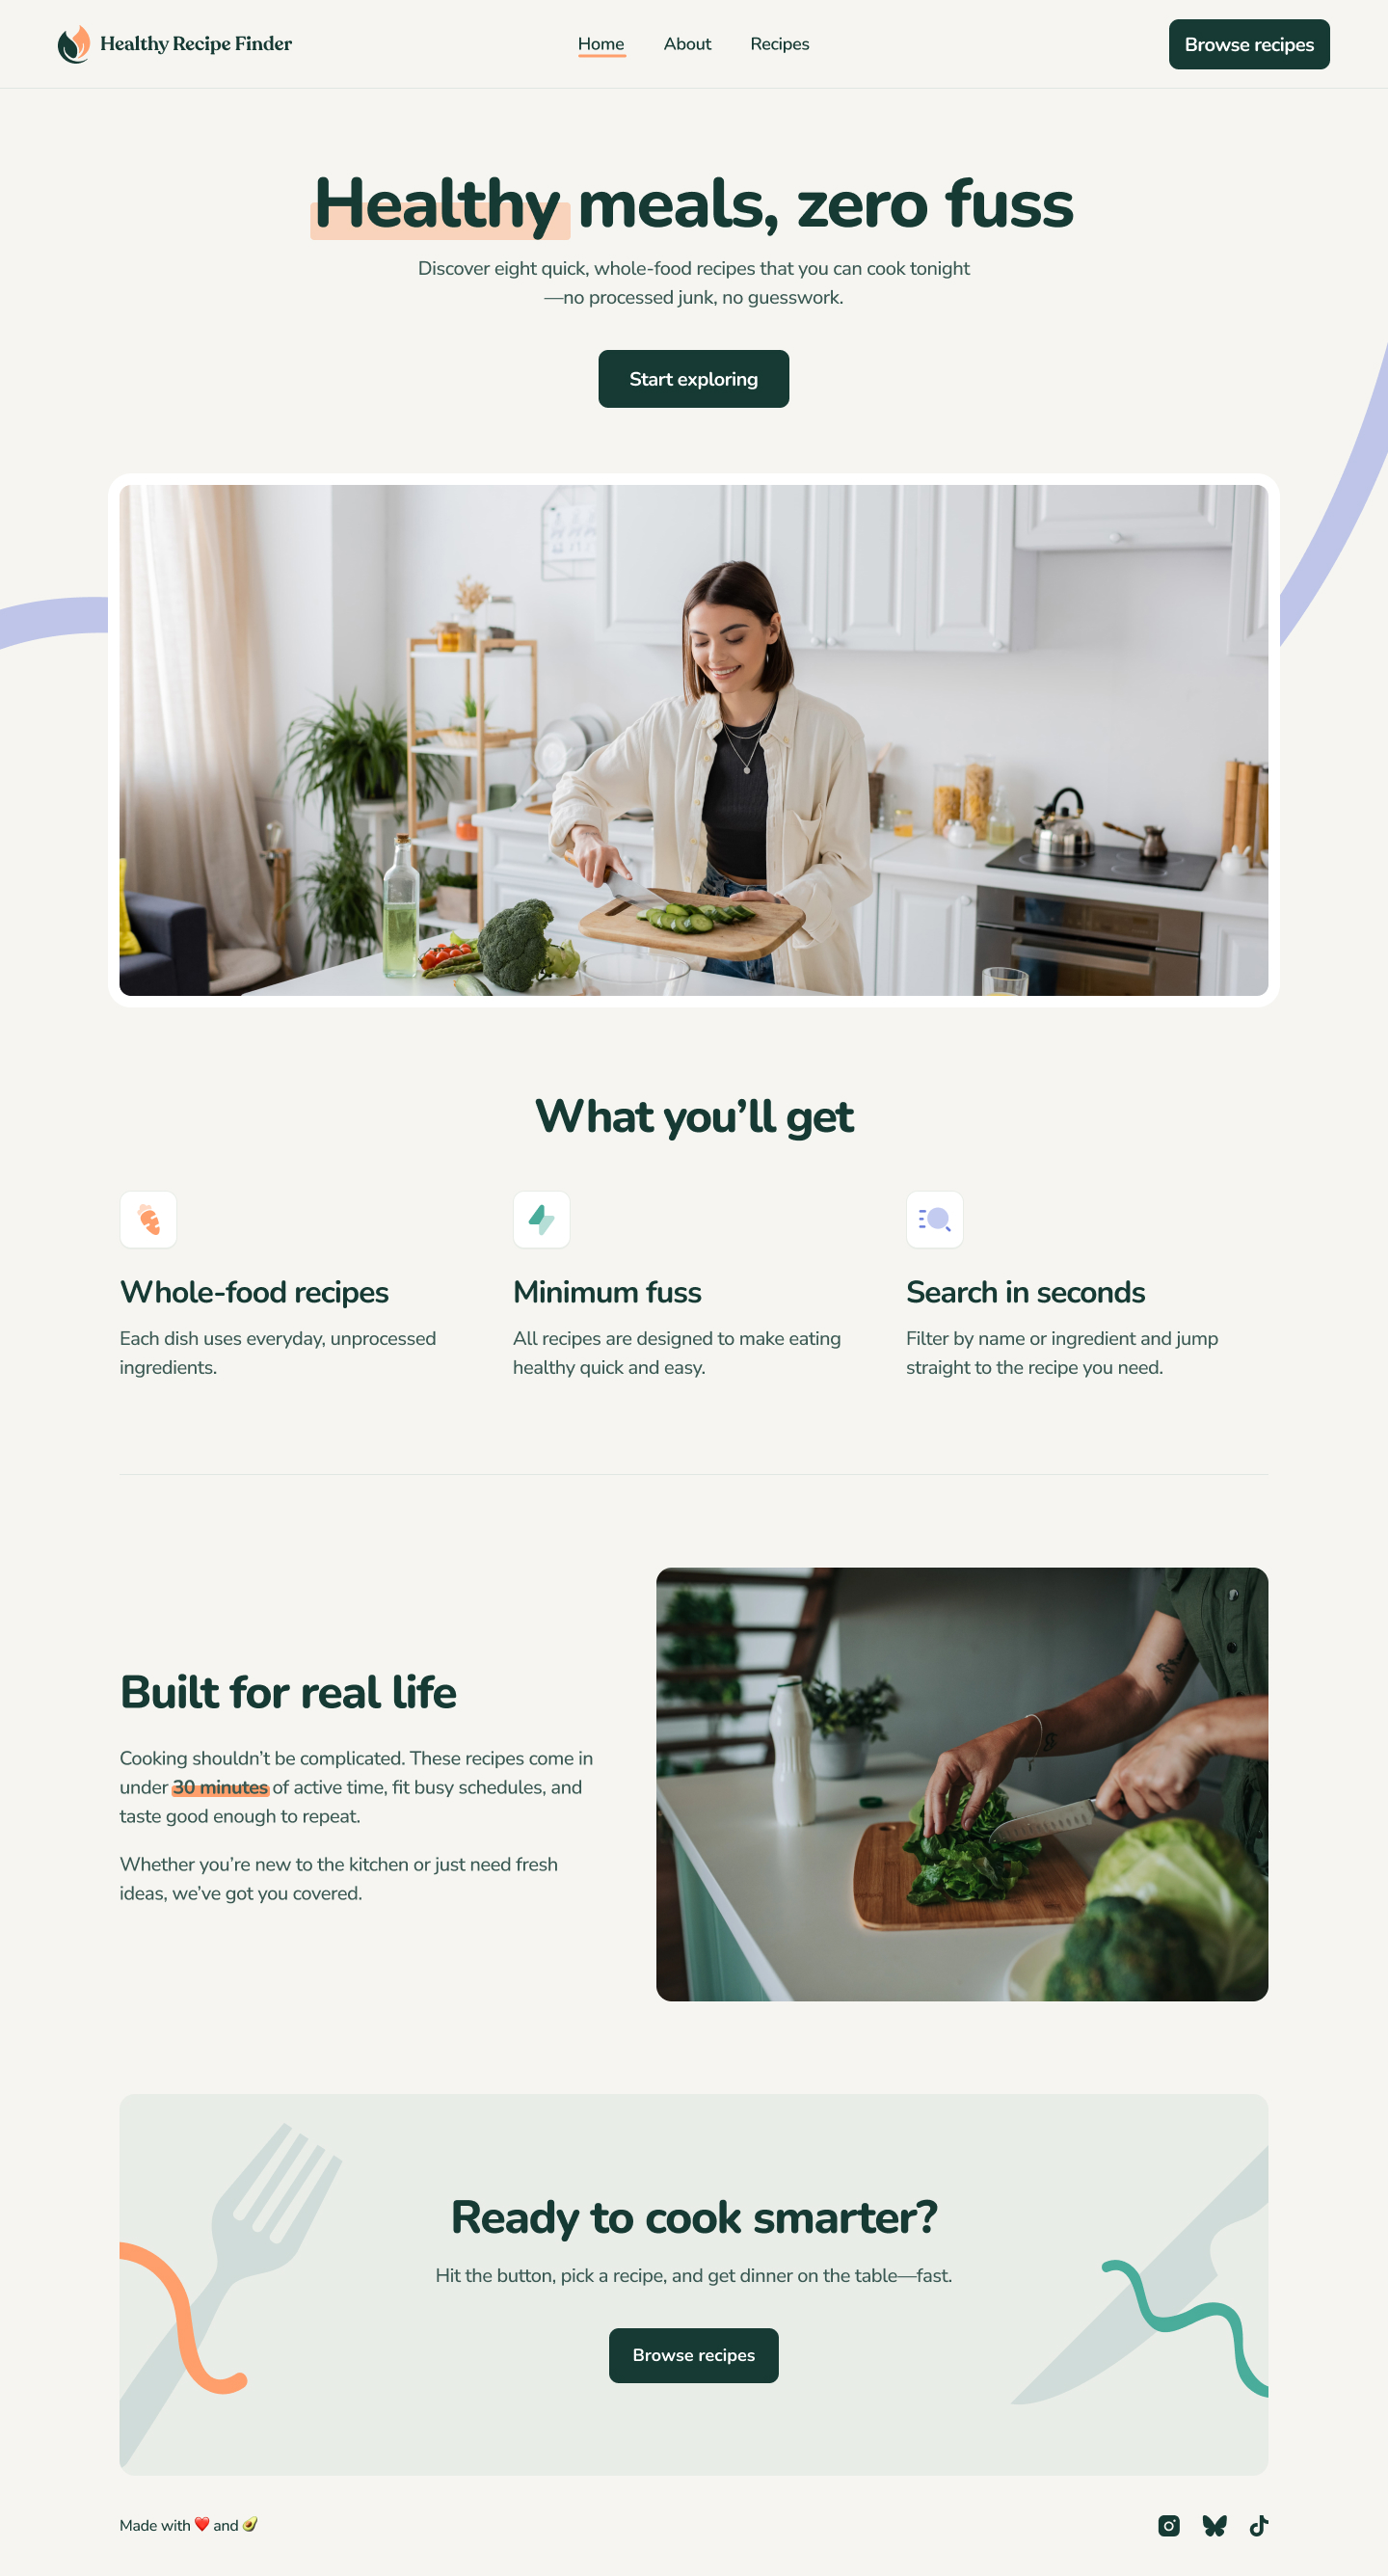 Healthy Recipe Finder
Home
About
Recipes
Browse recipes
Healthy meals, zero fuss
Discover eight quick, whole-food recipes that you can cook tonight
—no processed junk, no guesswork.
Start exploring
What you’ll get
Whole-food recipes
Each dish uses everyday, unprocessed
ingredients.
Minimum fuss
All recipes are designed to make eating
healthy quick and easy.
Search in seconds
Filter by name or ingredient and jump
straight to the recipe you need.
Built for real life
Cooking shouldn’t be complicated. These recipes come in
under 30 minutes of active time, fit busy schedules, and
taste good enough to repeat.
Whether you’re new to the kitchen or just need fresh
ideas, we’ve got you covered.
Ready to cook smarter?
Hit the button, pick a recipe, and get dinner on the table—fast.
Browse recipes
Made with ❤️ and 🥑